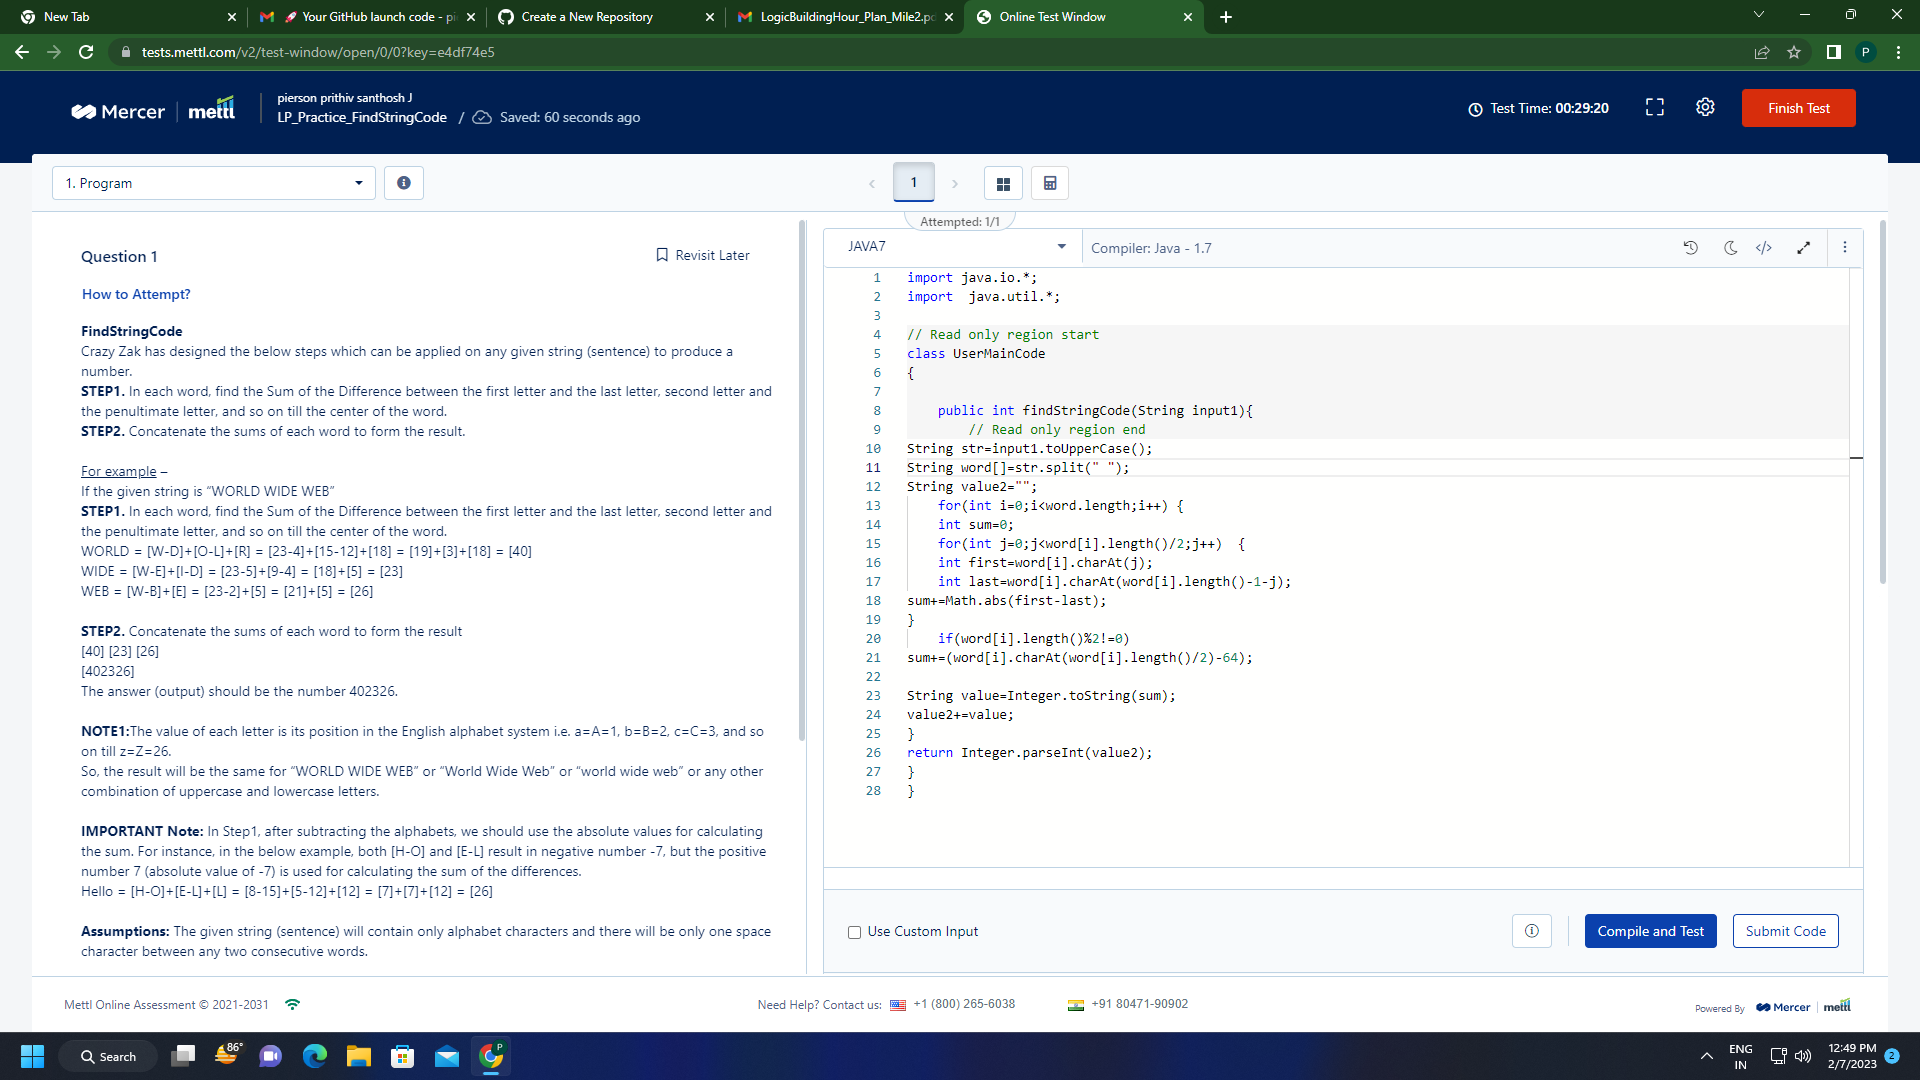 New Tab
🚀 Your GitHub launch code - pi
Create a New Repository
LogicBuildingHour_Plan_Mile2.p
Online Test Window
tests.mettl.com/v2/test-window/open/0/0?key=e4df74e5
P
Mercer | mettl
pierson prithiv santhosh J
LP_Practice_FindStringCode / Saved: 60 seconds ago
Test Time: 00:29:20
Finish Test
1. Program
1
Attempted: 1/1
Question 1
Revisit Later
How to Attempt?
FindStringCode
Crazy Zak has designed the below steps which can be applied on any given string (sentence) to produce a
number.
STEP1. In each word, find the Sum of the Difference between the first letter and the last letter, second letter and
the penultimate letter, and so on till the center of the word.
STEP2. Concatenate the sums of each word to form the result.
For example –
If the given string is “WORLD WIDE WEB”
STEP1. In each word, find the Sum of the Difference between the first letter and the last letter, second letter and
the penultimate letter, and so on till the center of the word.
WORLD = [W-D]+[O-L]+[R] = [23-4]+[15-12]+[18] = [19]+[3]+[18] = [40]
WIDE = [W-E]+[I-D] = [23-5]+[9-4] = [18]+[5] = [23]
WEB = [W-B]+[E] = [23-2]+[5] = [21]+[5] = [26]
STEP2. Concatenate the sums of each word to form the result
[40] [23] [26]
[402326]
The answer (output) should be the number 402326.
NOTE1:The value of each letter is its position in the English alphabet system i.e. a=A=1, b=B=2, c=C=3, and so
on till z=Z=26.
So, the result will be the same for “WORLD WIDE WEB” or “World Wide Web” or “world wide web” or any other
combination of uppercase and lowercase letters.
IMPORTANT Note: In Step1, after subtracting the alphabets, we should use the absolute values for calculating
the sum. For instance, in the below example, both [H-O] and [E-L] result in negative number -7, but the positive
number 7 (absolute value of -7) is used for calculating the sum of the differences.
Hello = [H-O]+[E-L]+[L] = [8-15]+[5-12]+[12] = [7]+[7]+[12] = [26]
Assumptions: The given string (sentence) will contain only alphabet characters and there will be only one space
character between any two consecutive words.
JAVA7
Compiler: Java - 1.7
1 import java.io.*;
2 import  java.util.*;
3
4 // Read only region start
5 class UserMainCode
6 {
7
8     public int findStringCode(String input1){
9         // Read only region end
10 String str=input1.toUpperCase();
11 String word[]=str.split(" ");
12 String value2="";
13     for(int i=0;i<word.length;i++) {
14     int sum=0;
15     for(int j=0;j<word[i].length()/2;j++)  {
16     int first=word[i].charAt(j);
17     int last=word[i].charAt(word[i].length()-1-j);
18 sum+=Math.abs(first-last);
19 }
20     if(word[i].length()%2!=0)
21 sum+=(word[i].charAt(word[i].length()/2)-64);
22
23 String value=Integer.toString(sum);
24 value2+=value;
25 }
26 return Integer.parseInt(value2);
27 }
28 }
Use Custom Input
Compile and Test
Submit Code
Mettl Online Assessment © 2021-2031
Need Help? Contact us: +1 (800) 265-6038
+91 80471-90902
Powered By Mercer | mettl
Search
86°
P
ENG
IN
12:49 PM
2/7/2023
2